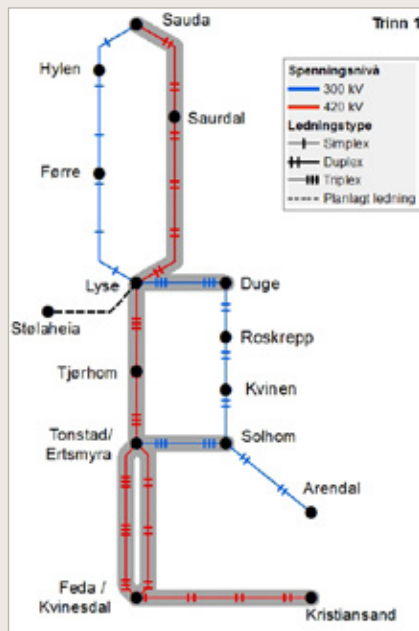 Sauda
Trinn 1
Hylen
Saurdal
Førre
Spenningsnivå
300 kV
420 kV
Ledningstype
Simplex
Duplex
Triplex
Planlagt ledning
Lyse
Duge
Stølaheia
Roskrepp
Tjørhom
Kvinen
Tonstad/
Ertsmyra
Solhom
Arendal
Feda /
Kvinesdal
Kristiansand